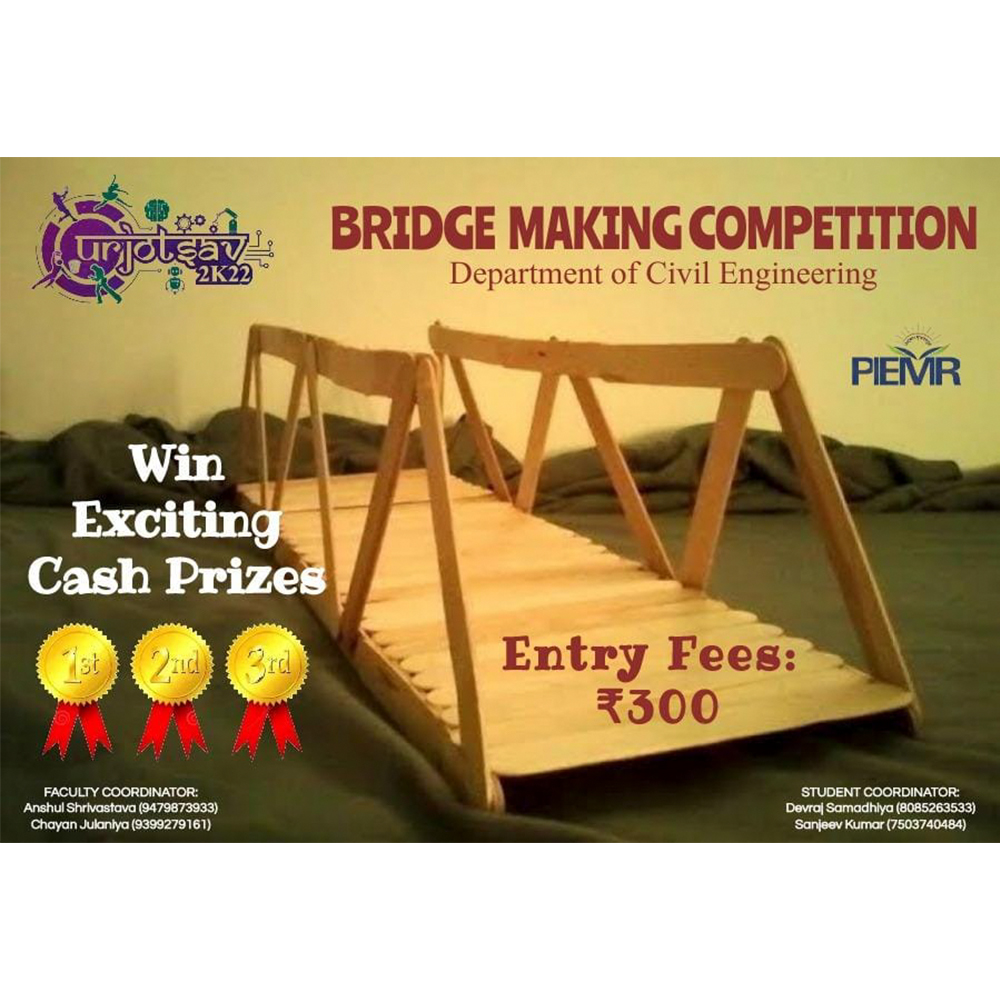 urjotsav
2K22
BRIDGE MAKING COMPETITION
Department of Civil Engineering
PIEMR
Win
Exciting
Cash Prizes
1st
2nd
3rd
Entry Fees:
₹300
FACULTY COORDINATOR:
Anshul Shrivastava (9479873933)
Chayan Julaniya (9399279161)
STUDENT COORDINATOR:
Devraj Samadhiya (8085263533)
Sanjeev Kumar (7503740484)